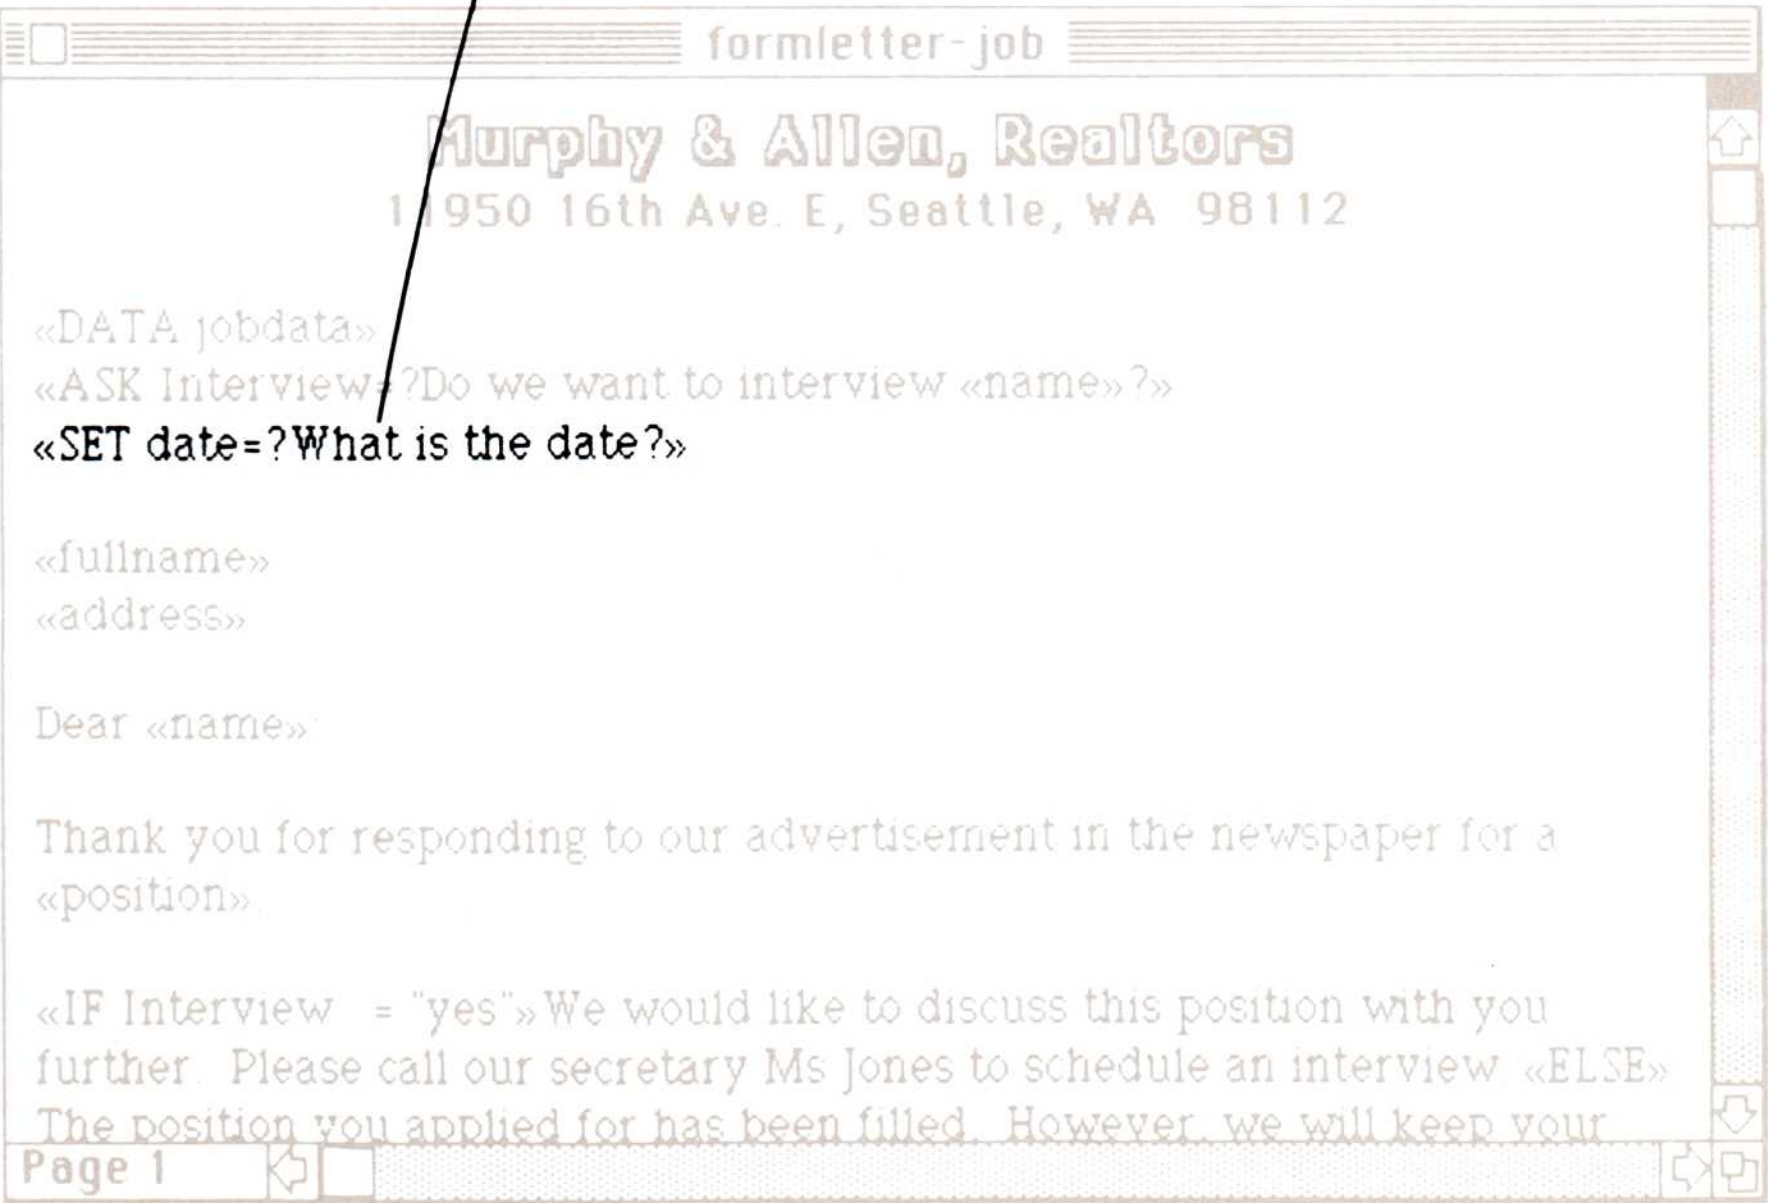 formletter-job
Murphy & Allen, Realtors
11950 16th Ave. E, Seattle, WA 98112
«DATA jobdata»
«ASK Interview=?Do we want to interview «name»?»
«SET date=?What is the date?»
«fullname»
«address»
Dear «name»:
Thank you for responding to our advertisement in the newspaper for a
«position».
«IF Interview = "yes"»We would like to discuss this position with you
further. Please call our secretary Ms Jones to schedule an interview. «ELSE»
The position you applied for has been filled. However, we will keep your
Page 1